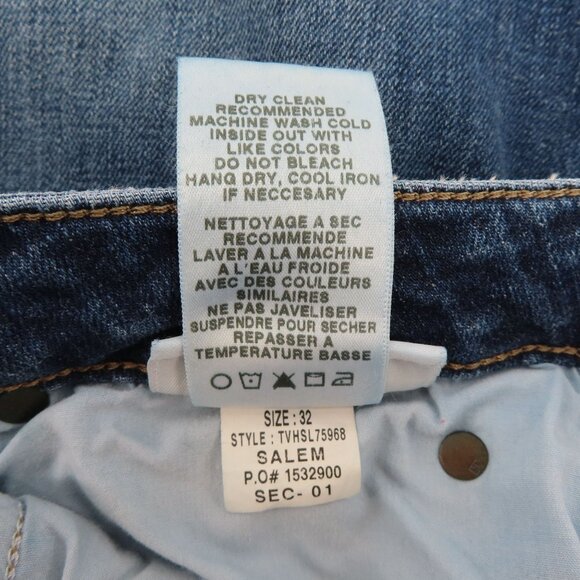 DRY CLEAN
RECOMMENDED
MACHINE WASH COLD
INSIDE OUT WITH
LIKE COLORS
DO NOT BLEACH
HANG DRY, COOL IRON
IF NECCESARY
NETTOYAGE A SEC
RECOMMENDE
LAVER A LA MACHINE
A L'EAU FROIDE
AVEC DES COULEURS
SIMILAIRES
NE PAS JAVELISER
SUSPENDRE POUR SECHER
REPASSER A
TEMPERATURE BASSE
SIZE : 32
STYLE : TVHSL75968
SALEM
P.O# 1532900
SEC- 01